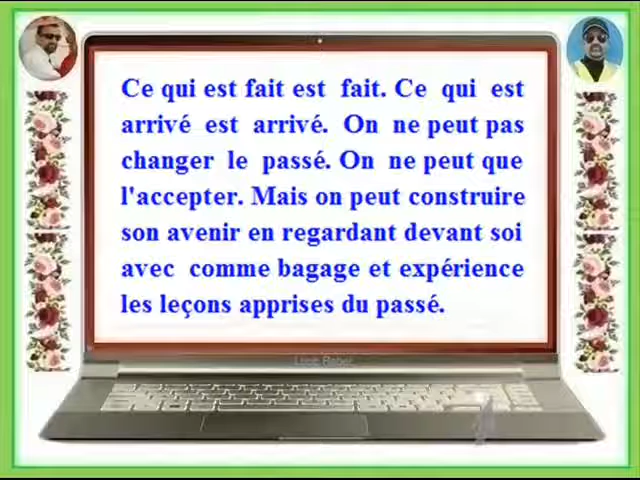 Ce qui est fait est fait. Ce qui est
arrivé est arrivé. On ne peut pas
changer le passé. On ne peut que
l'accepter. Mais on peut construire
son avenir en regardant devant soi
avec comme bagage et expérience
les leçons apprises du passé.